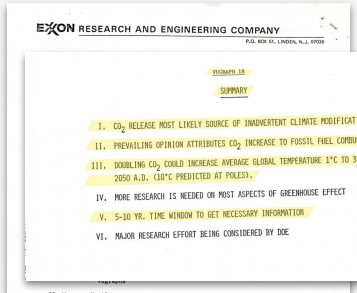 EXXON RESEARCH AND ENGINEERING COMPANY
P.O. BOX 51, LINDEN, N.J. 07036
VUGRAPH 18
SUMMARY
I. CO2 RELEASE MOST LIKELY SOURCE OF INADVERTENT CLIMATE MODIFICAT
II. PREVAILING OPINION ATTRIBUTES CO2 INCREASE TO FOSSIL FUEL COMBUS
III. DOUBLING CO2 COULD INCREASE AVERAGE GLOBAL TEMPERATURE 1°C TO 3
2050 A.D. (10°C PREDICTED AT POLES).
IV. MORE RESEARCH IS NEEDED ON MOST ASPECTS OF GREENHOUSE EFFECT
V. 5-10 YR. TIME WINDOW TO GET NECESSARY INFORMATION
VI. MAJOR RESEARCH EFFORT BEING CONSIDERED BY DOE